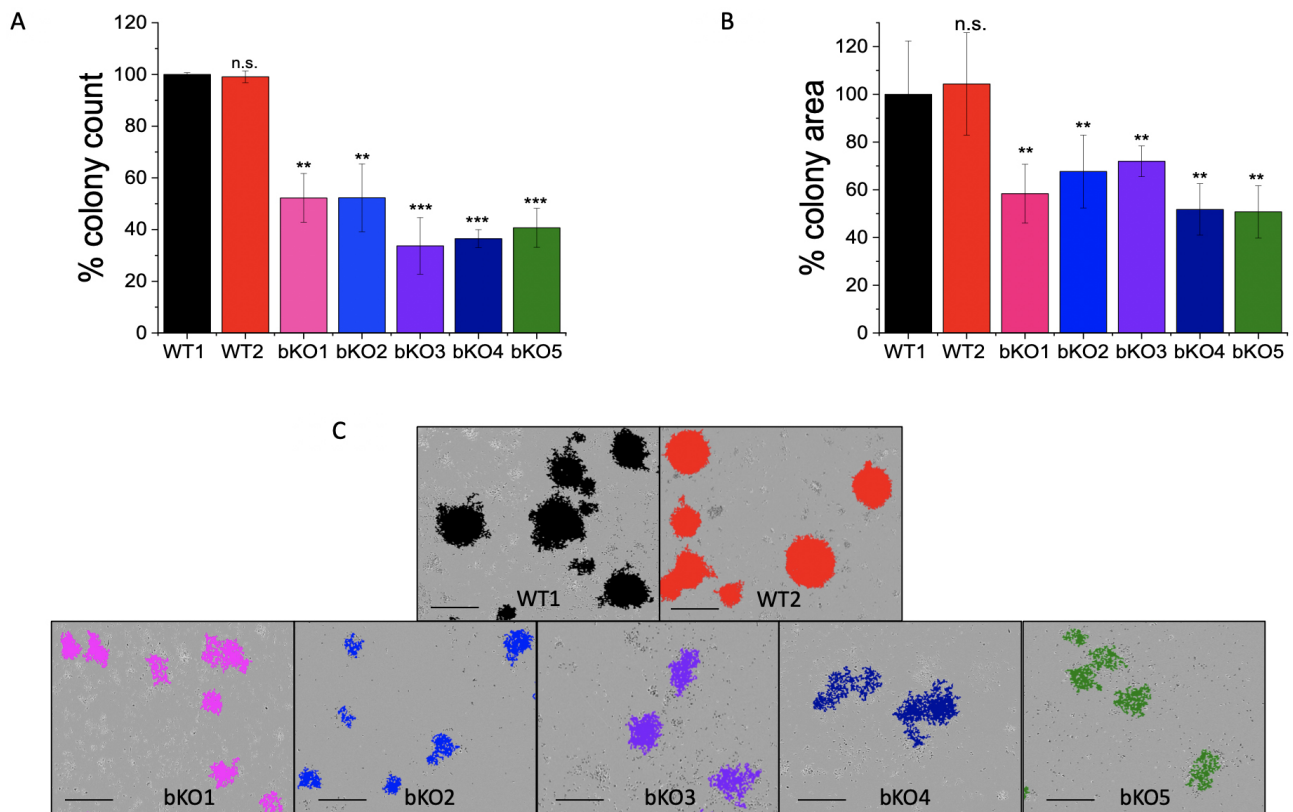 A
% colony count
120
100
80
60
40
20
0
n.s.
**
**
***
***
***
WT1 WT2 bKO1 bKO2 bKO3 bKO4 bKO5
B
% colony area
120
100
80
60
40
20
0
n.s.
**
**
**
**
**
WT1 WT2 bKO1 bKO2 bKO3 bKO4 bKO5
C
WT1 WT2
bKO1 bKO2 bKO3 bKO4 bKO5